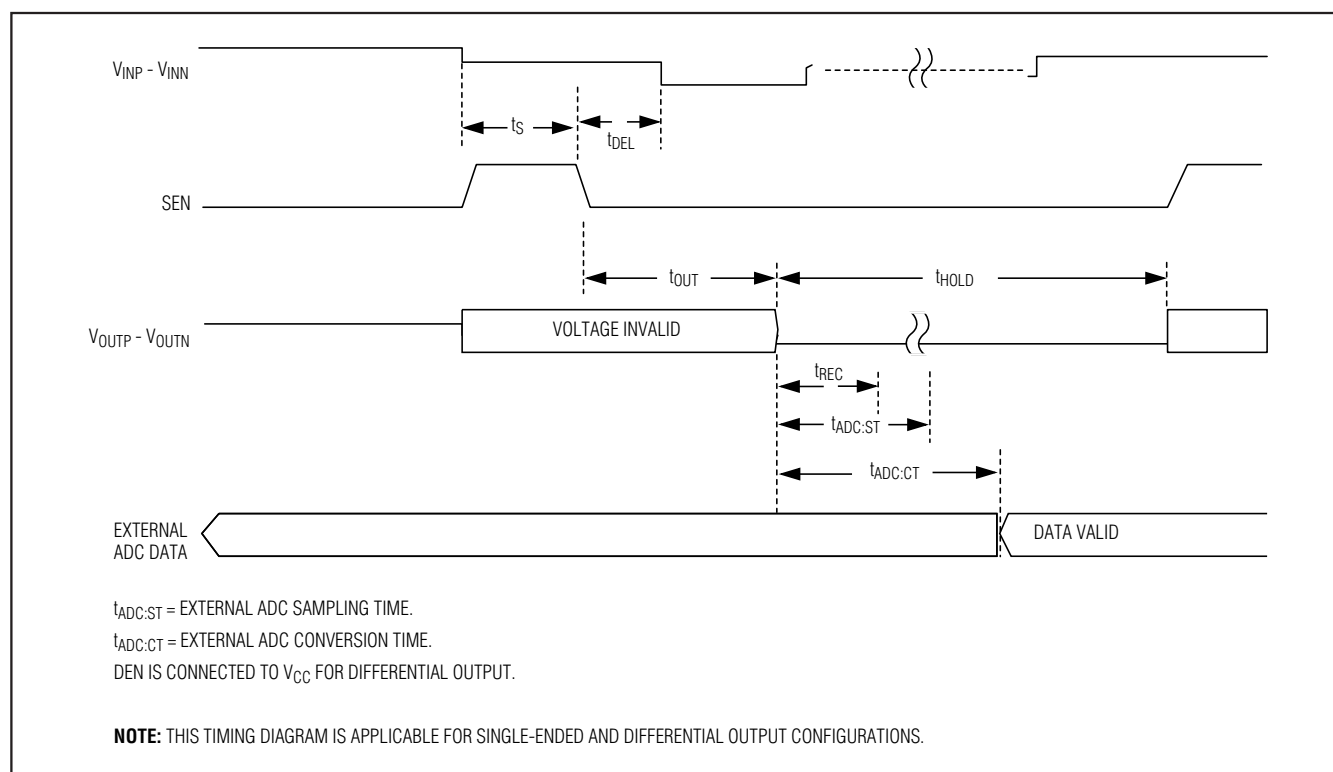 VINP - VINN
tS
tDEL
SEN
tOUT
tHOLD
VOUTP - VOUTN
VOLTAGE INVALID
tREC
tADC:ST
tADC:CT
EXTERNAL
ADC DATA
DATA VALID
tADC:ST = EXTERNAL ADC SAMPLING TIME.
tADC:CT = EXTERNAL ADC CONVERSION TIME.
DEN IS CONNECTED TO VCC FOR DIFFERENTIAL OUTPUT.
NOTE: THIS TIMING DIAGRAM IS APPLICABLE FOR SINGLE-ENDED AND DIFFERENTIAL OUTPUT CONFIGURATIONS.